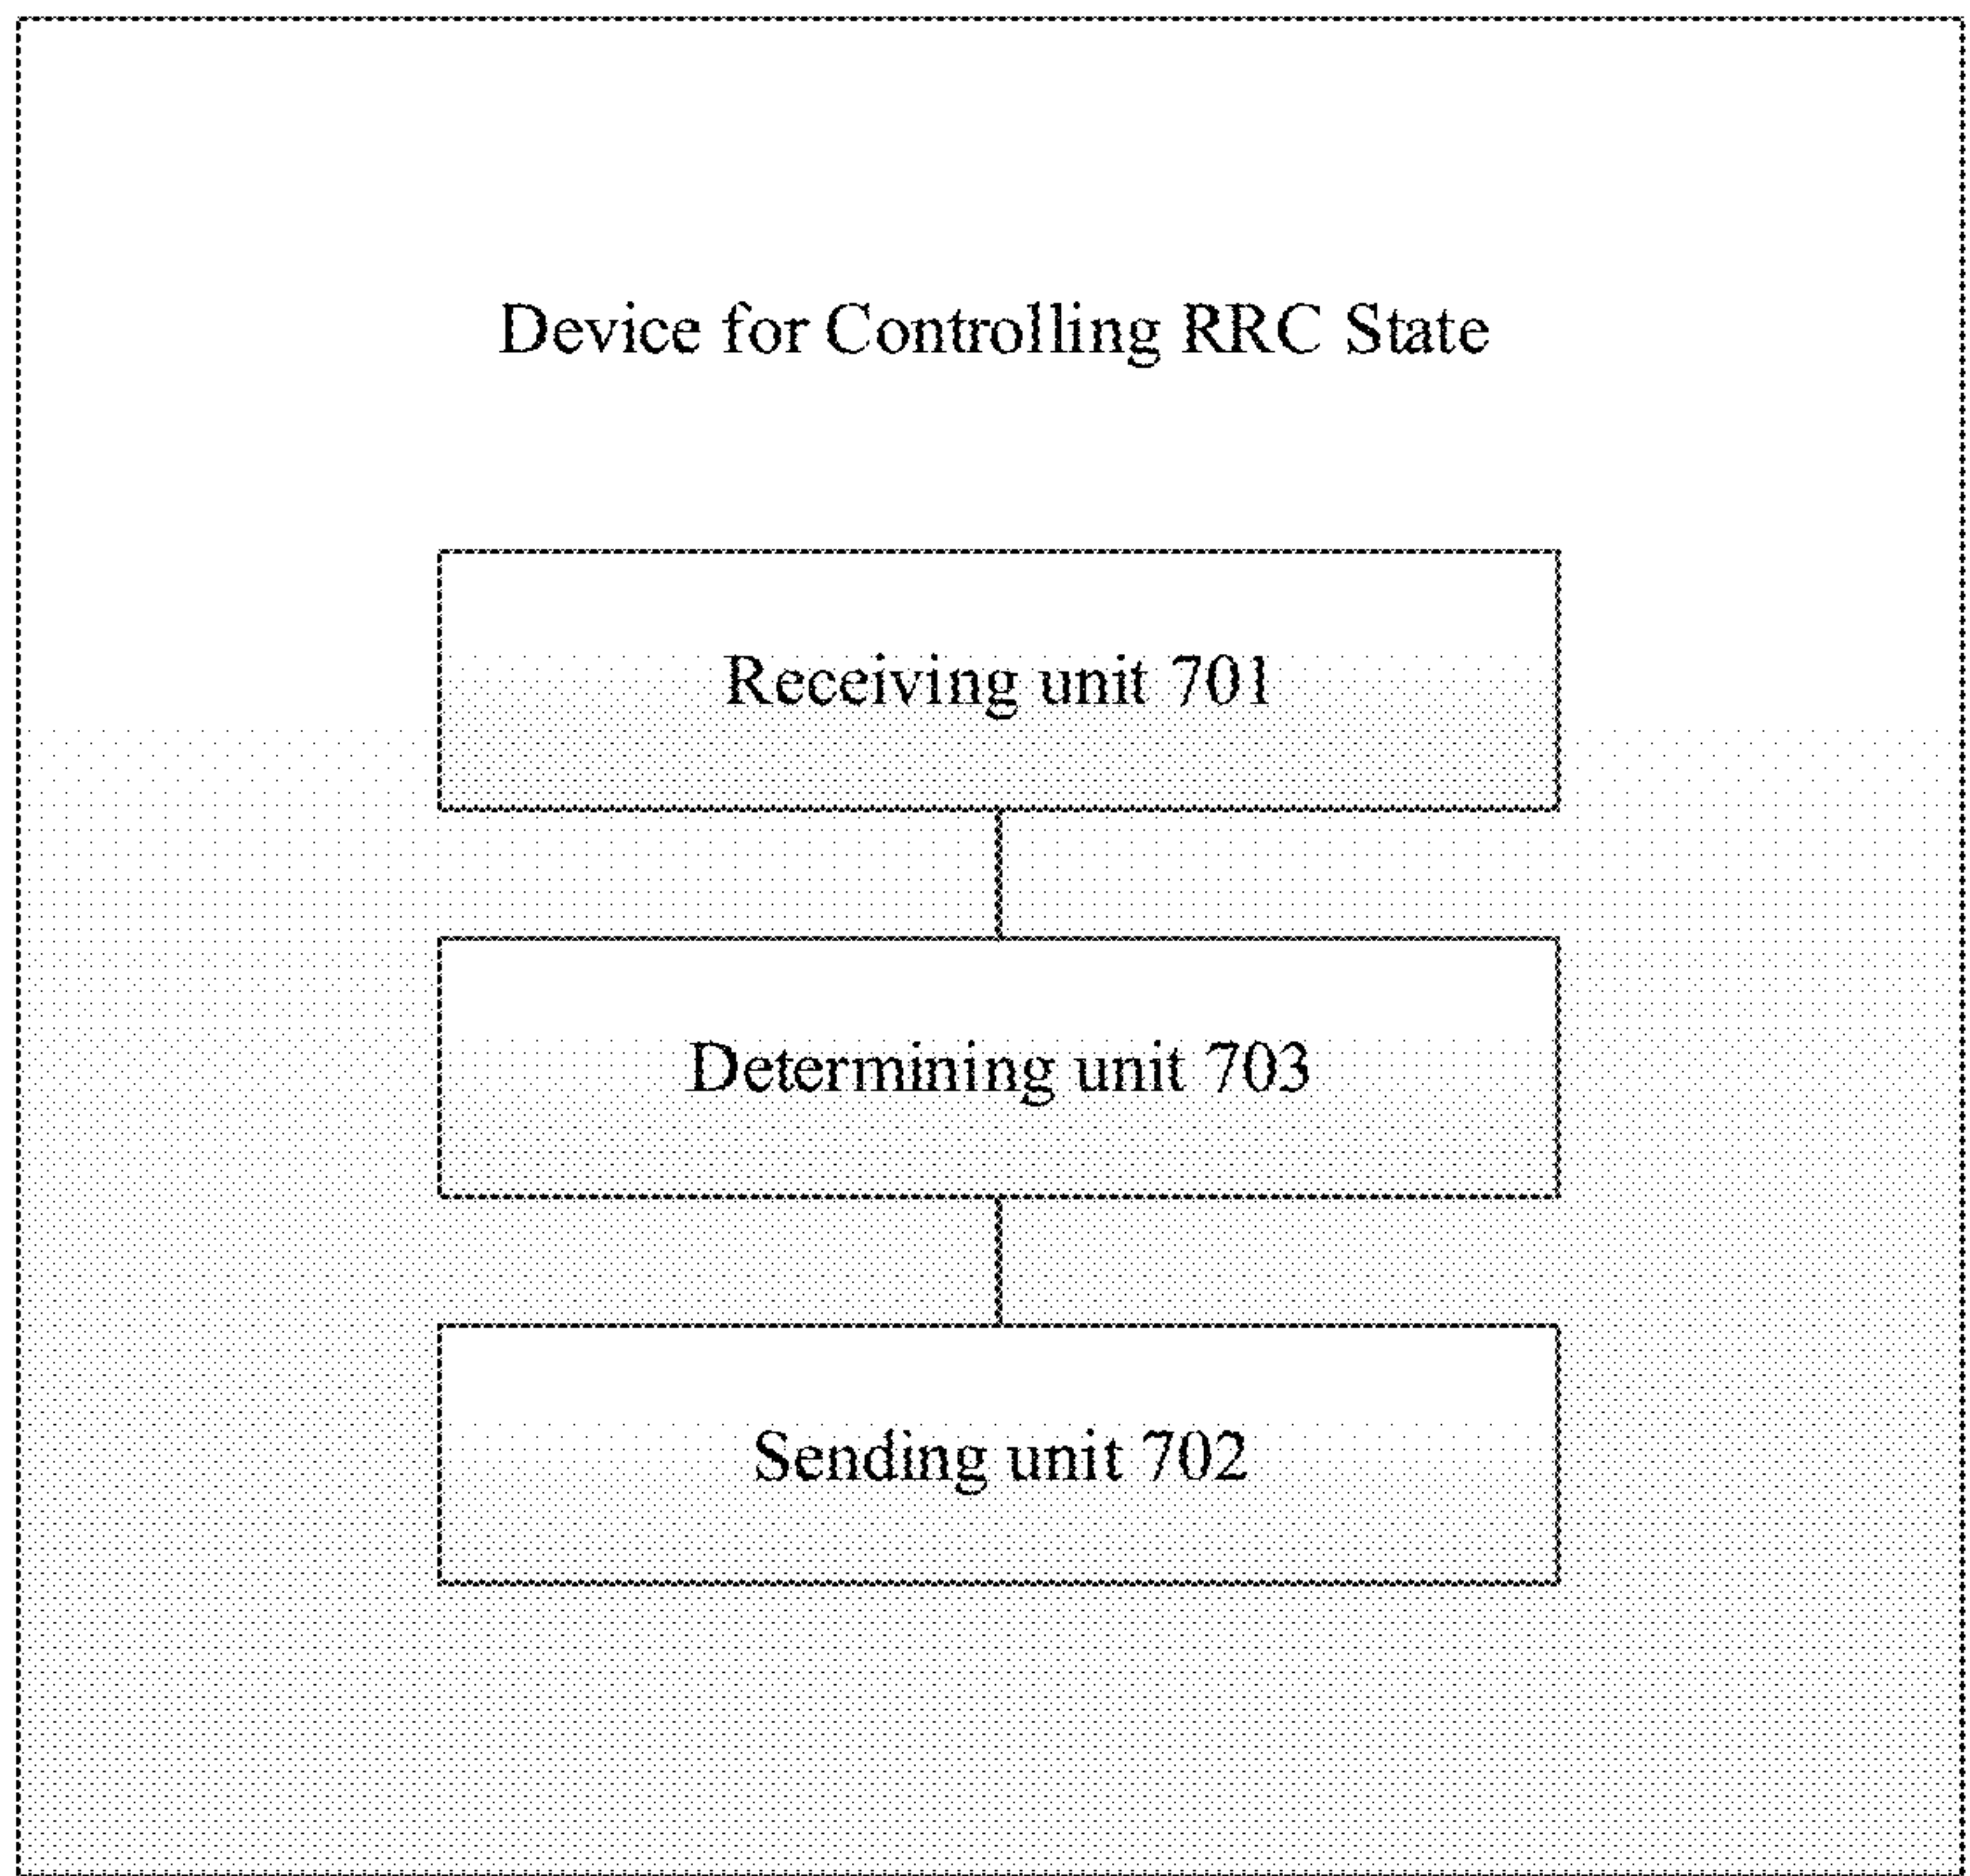 Device for Controlling RRC State
Receiving unit 701
Determining unit 703
Sending unit 702